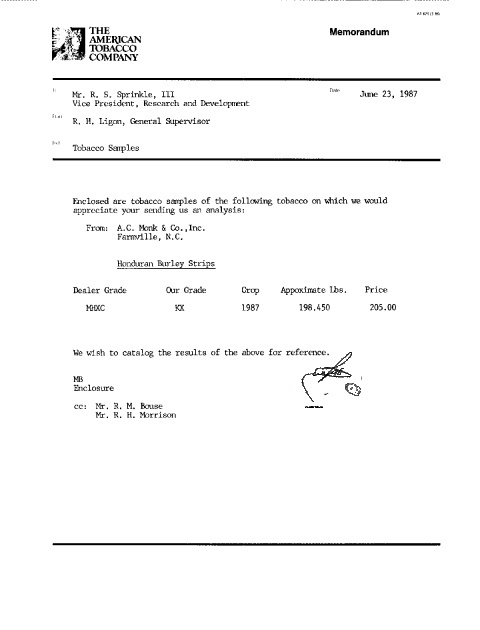 THE
AMERICAN
TOBACCO
COMPANY
Memorandum
To
Mr. R. S. Sprinkle, III
Vice President, Research and Development
Date
June 23, 1987
From
R. H. Ligon, General Supervisor
Tobacco Samples
Enclosed are tobacco samples of the following tobacco on which we would
appreciate your sending us an analysis:
From: A.C. Monk & Co.,Inc.
Farmville, N.C.
Honduran Burley Strips
Dealer Grade Our Grade Crop Appoximate lbs. Price
MHXC KX 1987 198.450 205.00
We wish to catalog the results of the above for reference.
MB
Enclosure
cc: Mr. R. M. Bouse
Mr. R. H. Morrison